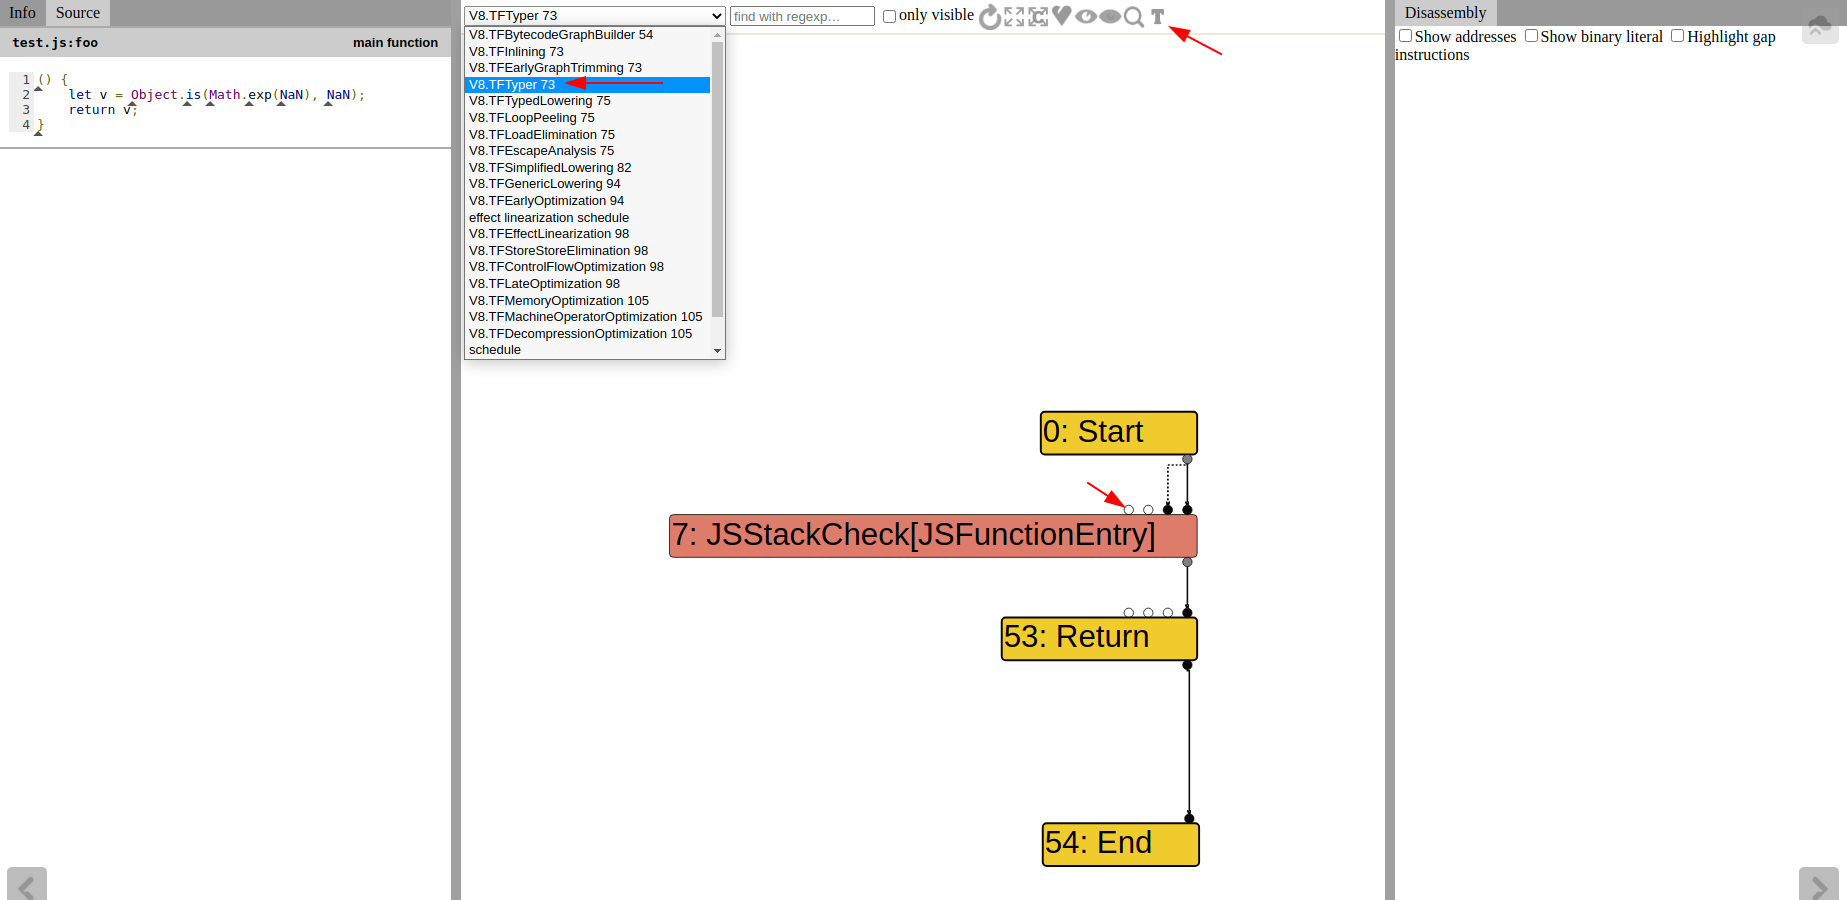 Info Source
test.js:foo main function
1 () {
2 let v = Object.is(Math.exp(NaN), NaN);
3 return v;
4 }
V8.TFTyper 73 find with regexp... only visible T
V8.TFBytecodeGraphBuilder 54
V8.TFInlining 73
V8.TFEarlyGraphTrimming 73
V8.TFTyper 73
V8.TFTypedLowering 75
V8.TFLoopPeeling 75
V8.TFLoadElimination 75
V8.TFEscapeAnalysis 75
V8.TFSimplifiedLowering 82
V8.TFGenericLowering 94
V8.TFEarlyOptimization 94
effect linearization schedule
V8.TFEffectLinearization 98
V8.TFStoreStoreElimination 98
V8.TFControlFlowOptimization 98
V8.TFLateOptimization 98
V8.TFMemoryOptimization 105
V8.TFMachineOperatorOptimization 105
V8.TFDecompressionOptimization 105
schedule
0: Start
7: JSStackCheck[JSFunctionEntry]
53: Return
54: End
Disassembly
Show addresses Show binary literal Highlight gap
instructions